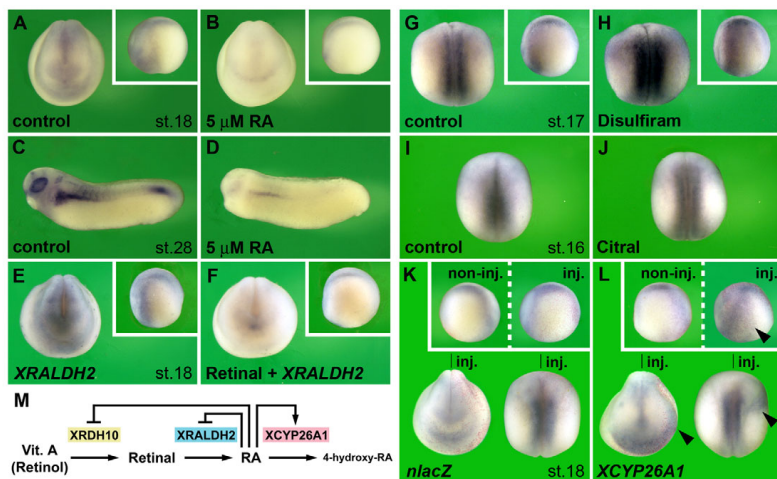 A
B
control
st.18
5 μM RA
C
D
control
st.28
5 μM RA
E
F
XRALDH2
st.18
Retinal + XRALDH2
G
H
control
st.17
Disulfiram
I
J
control
st.16
Citral
K
non-inj.
inj.
L
non-inj.
inj.
inj.
inj.
inj.
inj.
nlacZ
st.18
XCYP26A1
M
XRDH10
XRALDH2
XCYP26A1
Vit. A
(Retinol)
Retinal
RA
4-hydroxy-RA